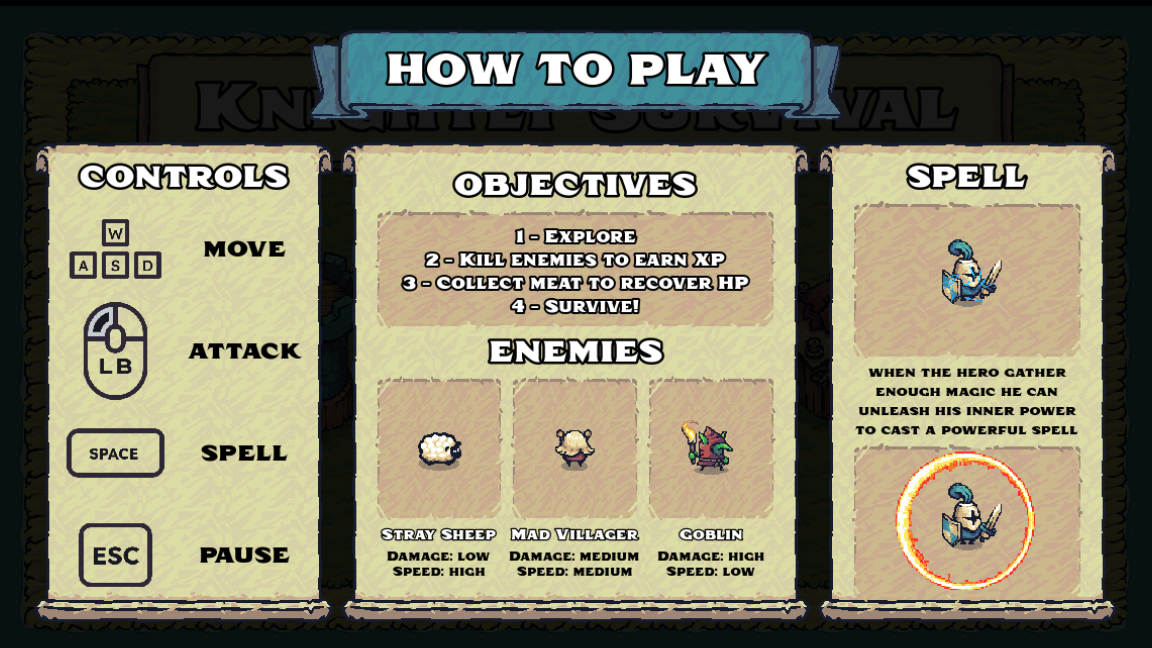 HOW TO PLAY
KNIGHTLY SURVIVAL
CONTROLS
W
A S D
MOVE
LB
ATTACK
SPACE
SPELL
ESC
PAUSE
OBJECTIVES
1 - EXPLORE
2 - KILL ENEMIES TO EARN XP
3 - COLLECT MEAT TO RECOVER HP
4 - SURVIVE!
ENEMIES
STRAY SHEEP
DAMAGE: LOW
SPEED: HIGH
MAD VILLAGER
DAMAGE: MEDIUM
SPEED: MEDIUM
GOBLIN
DAMAGE: HIGH
SPEED: LOW
SPELL
WHEN THE HERO GATHER
ENOUGH MAGIC HE CAN
UNLEASH HIS INNER POWER
TO CAST A POWERFUL SPELL